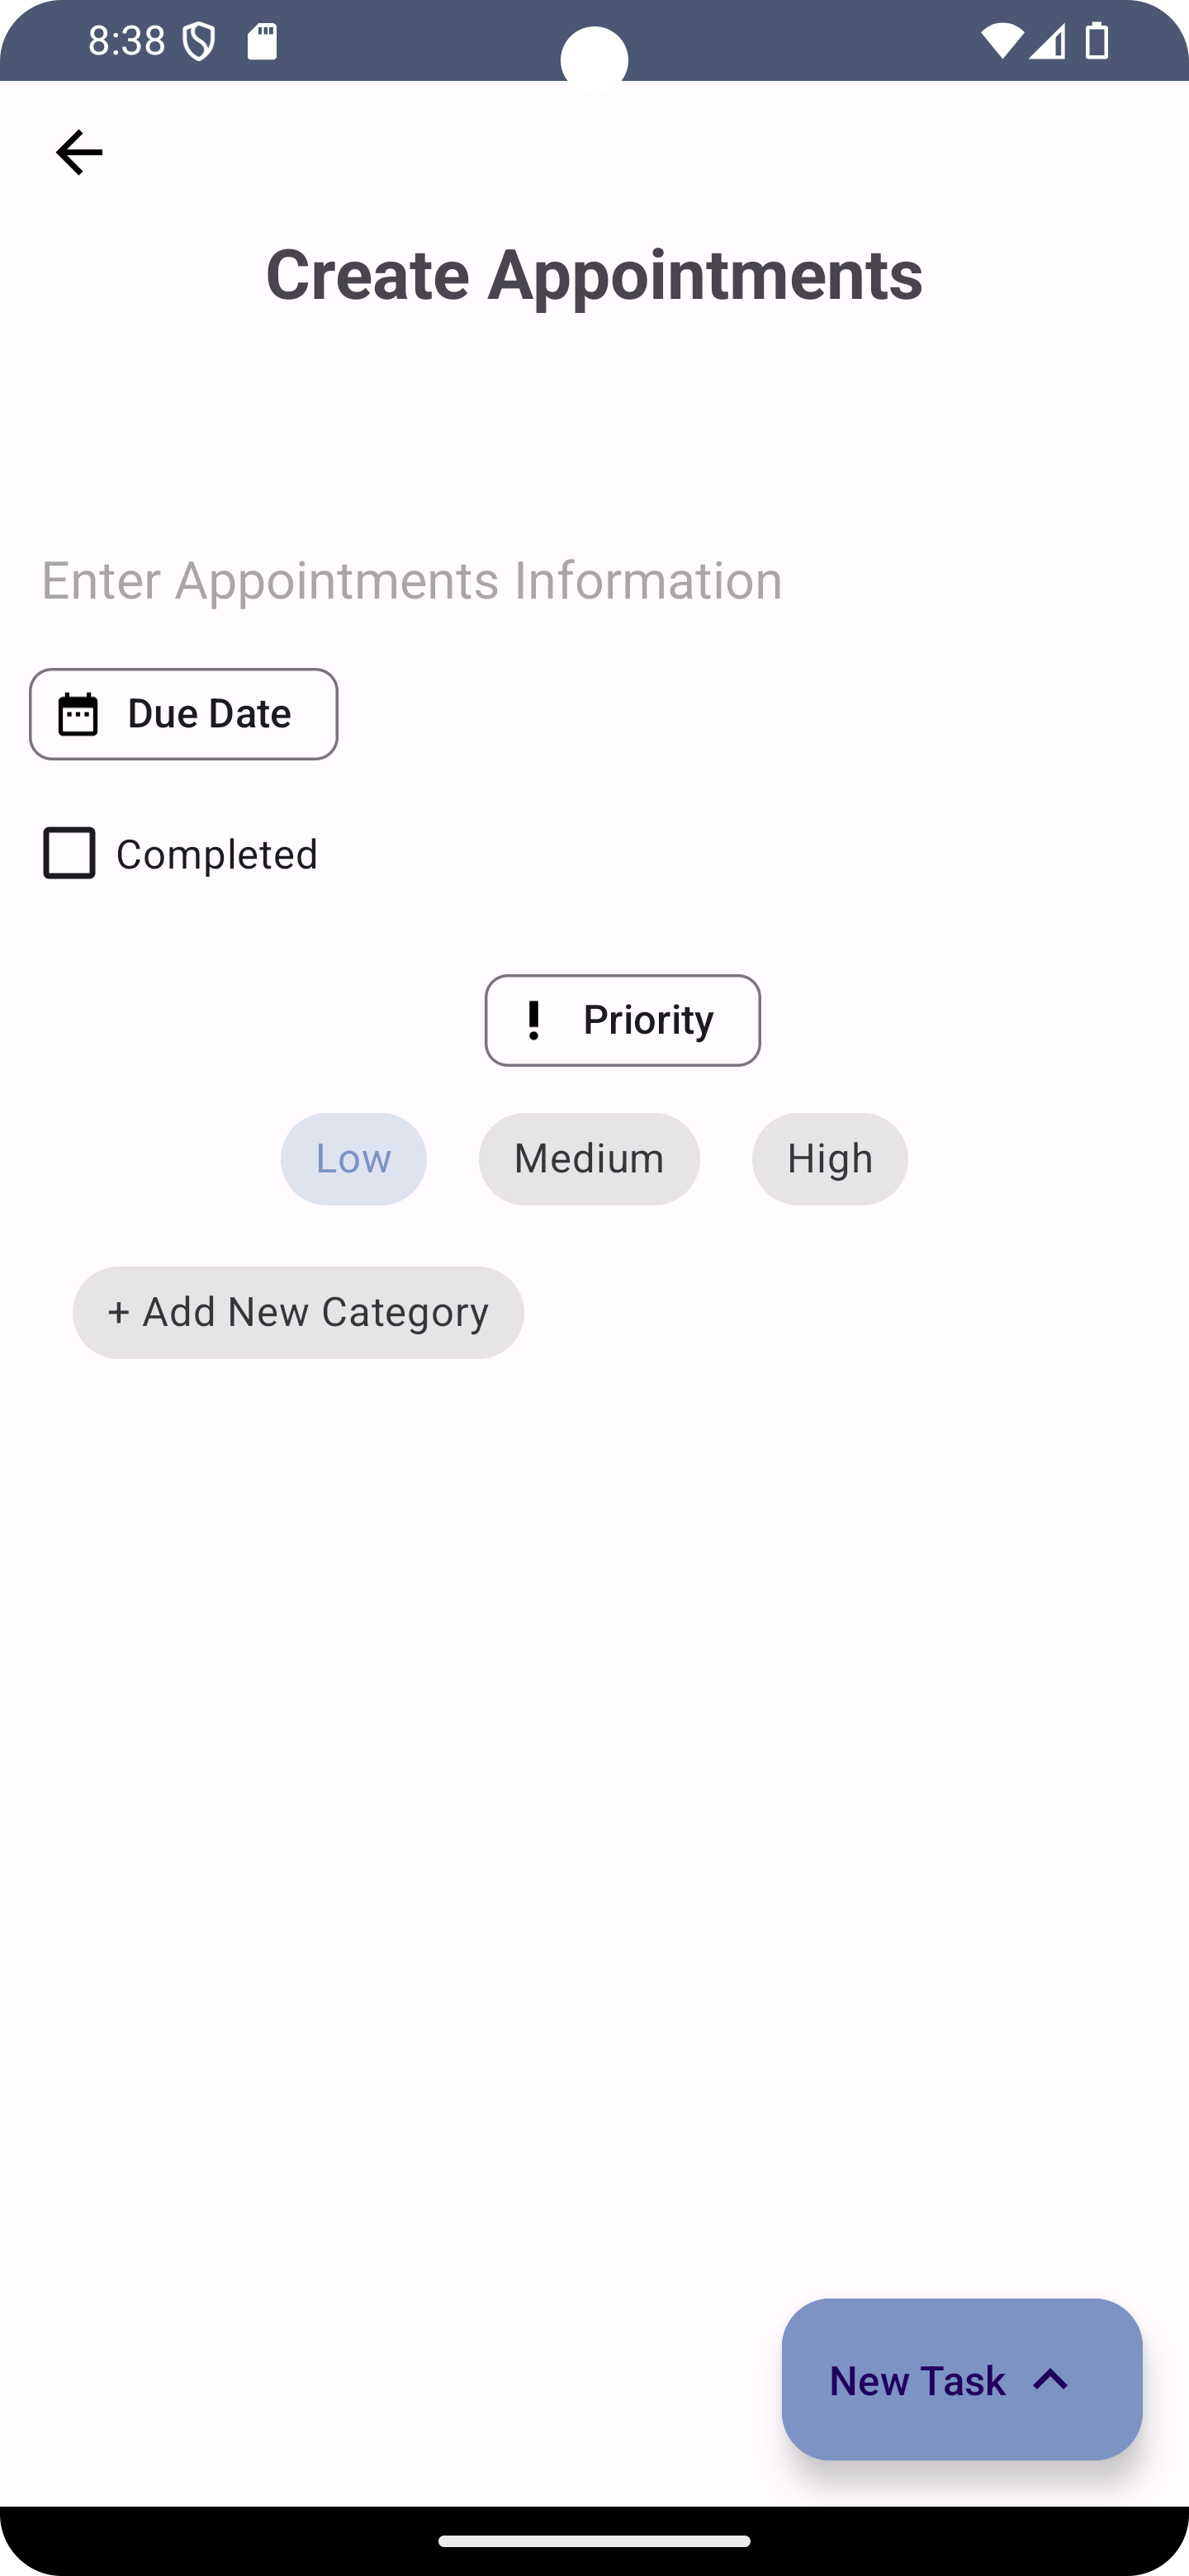 8:38
Create Appointments
Enter Appointments Information
Due Date
Completed
Priority
Low Medium High
+ Add New Category
New Task